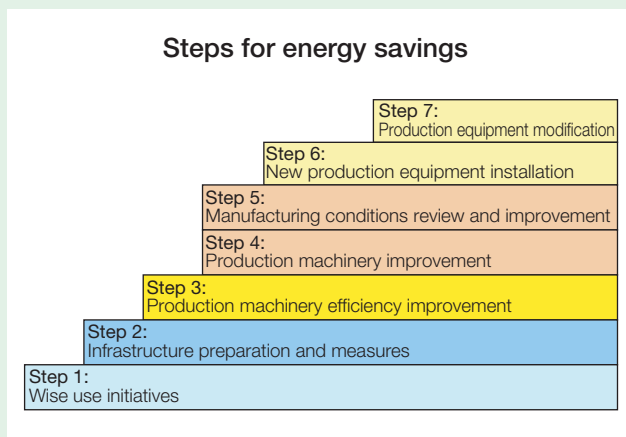 Steps for energy savings
Step 7:
Production equipment modification
Step 6:
New production equipment installation
Step 5:
Manufacturing conditions review and improvement
Step 4:
Production machinery improvement
Step 3:
Production machinery efficiency improvement
Step 2:
Infrastructure preparation and measures
Step 1:
Wise use initiatives